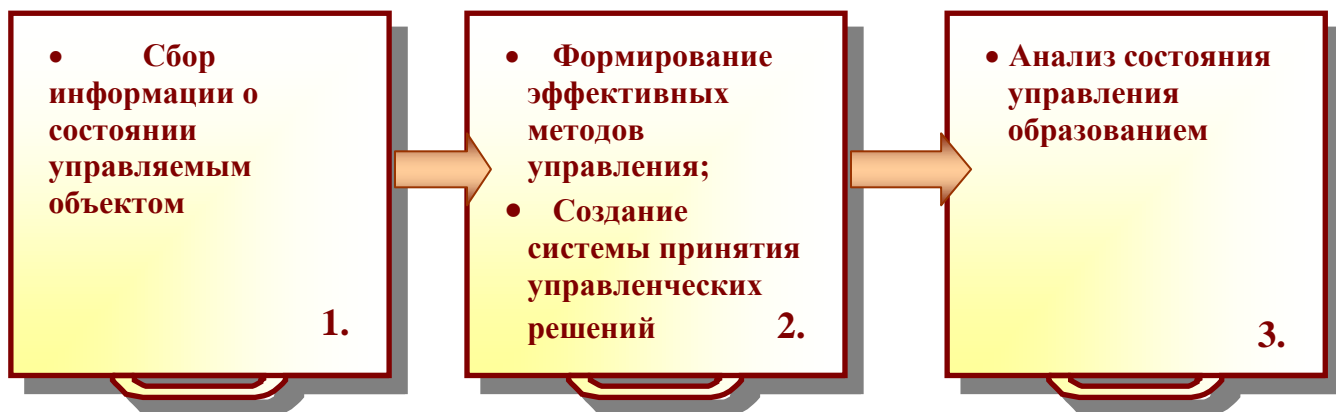 • Сбор
информации о
состоянии
управляемым
объектом
1.
• Формирование
эффективных
методов
управления;
• Создание
системы принятия
управленческих
решений 2.
• Анализ состояния
управления
образованием
3.